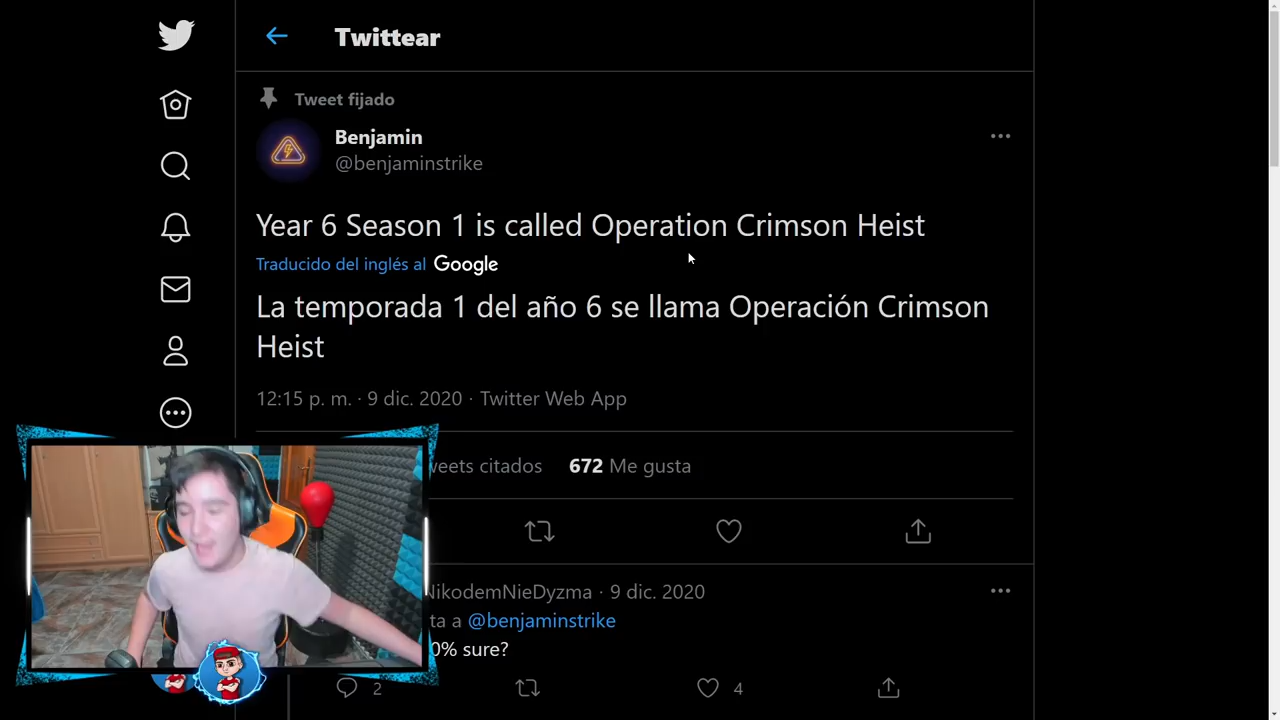 Twittear
Tweet fijado
Benjamin
@benjaminstrike
Year 6 Season 1 is called Operation Crimson Heist
Traducido del inglés al Google
La temporada 1 del año 6 se llama Operación Crimson
Heist
12:15 p. m. · 9 dic. 2020 · Twitter Web App
citados 672 Me gusta
NikodemNieDyzma · 9 dic. 2020
a @benjaminstrike
0% sure?
2 4